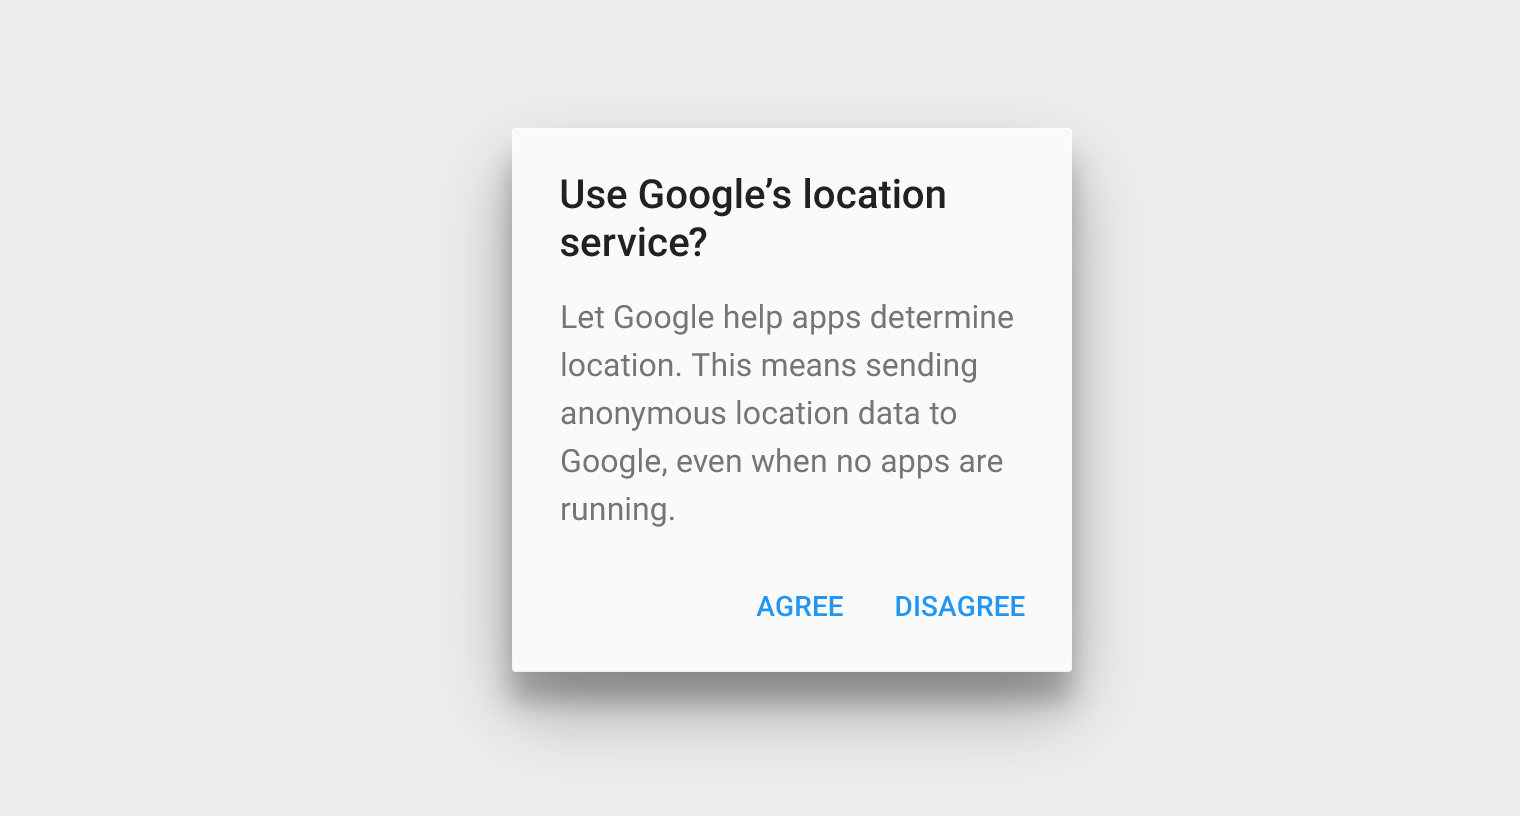 Use Google’s location
service?
Let Google help apps determine
location. This means sending
anonymous location data to
Google, even when no apps are
running.
AGREE DISAGREE